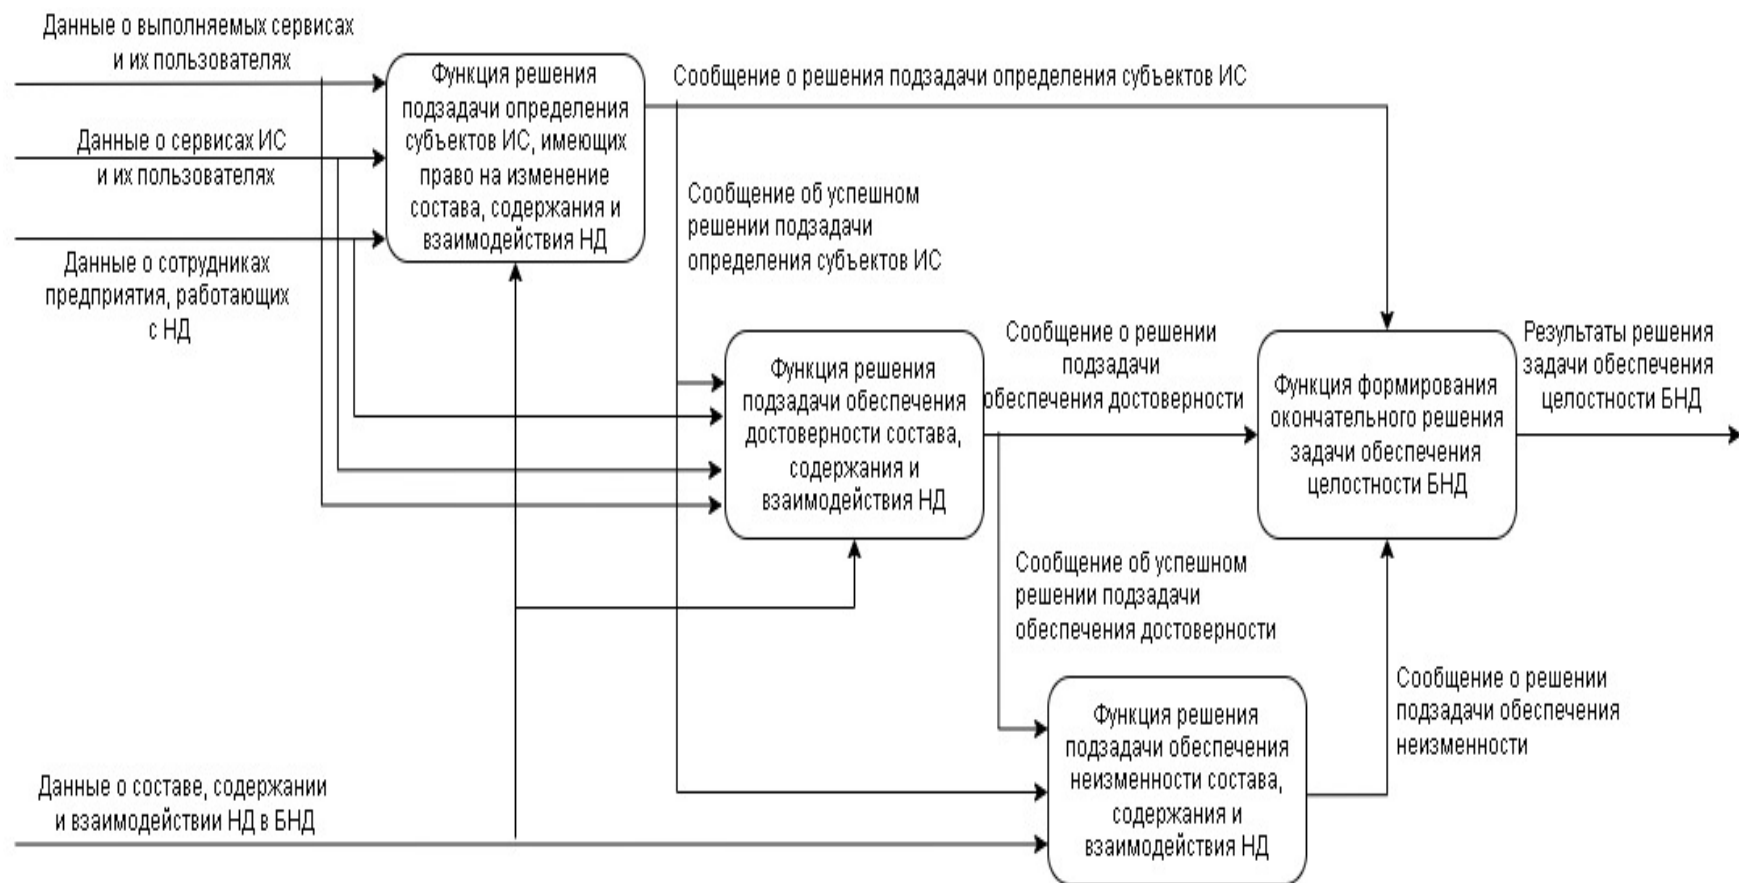 Данные о выполняемых сервисах
и их пользователях
Функция решения
подзадачи определения
субъектов ИС, имеющих
право на изменение
состава, содержания и
взаимодействия НД
Сообщение о решения подзадачи определения субъектов ИС
Данные о сервисах ИС
и их пользователях
Сообщение об успешном
решении подзадачи
определения субъектов ИС
Данные о сотрудниках
предприятия, работающих
с НД
Функция решения
подзадачи обеспечения
достоверности состава,
содержания и
взаимодействия НД
Сообщение о решении
подзадачи
обеспечения достоверности
Функция формирования
окончательного решения
задачи обеспечения
целостности БНД
Результаты решения
задачи обеспечения
целостности БНД
Сообщение об успешном
решении подзадачи
обеспечения достоверности
Функция решения
подзадачи обеспечения
неизменности состава,
содержания и
взаимодействия НД
Сообщение о решении
подзадачи обеспечения
неизменности
Данные о составе, содержании
и взаимодействии НД в БНД